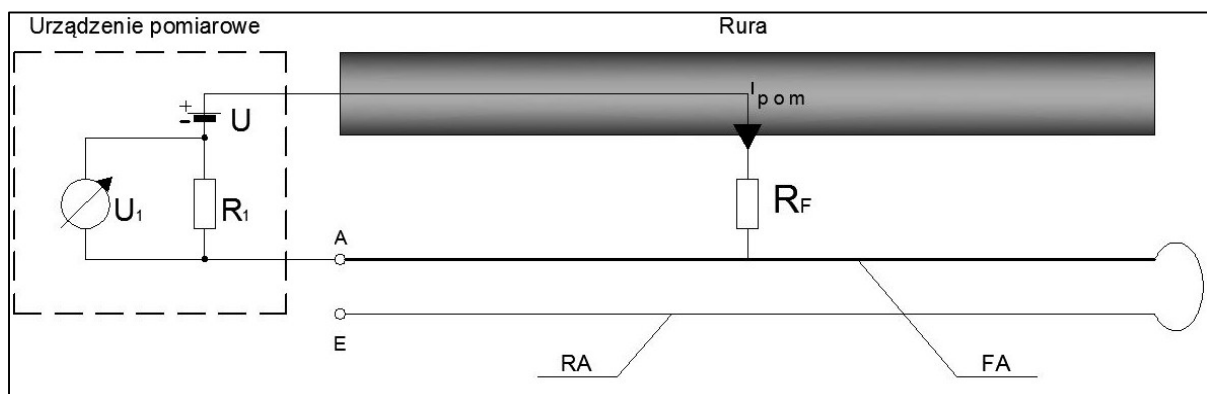 Urządzenie pomiarowe
Rura
+
-
U
I pom
U1
R1
RF
A
E
RA
FA